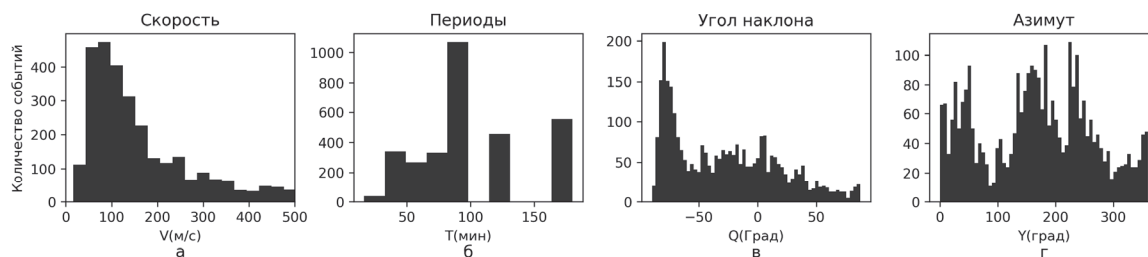 Скорость
Количество событий
400
300
200
100
0
0 100 200 300 400 500
V(м/с)
а
Периоды
1000
800
600
400
200
0
50 100 150
T(мин)
б
Угол наклона
200
150
100
50
0
−50 0 50
Q(Град)
в
Азимут
100
80
60
40
20
0
0 100 200 300
Y(град)
г